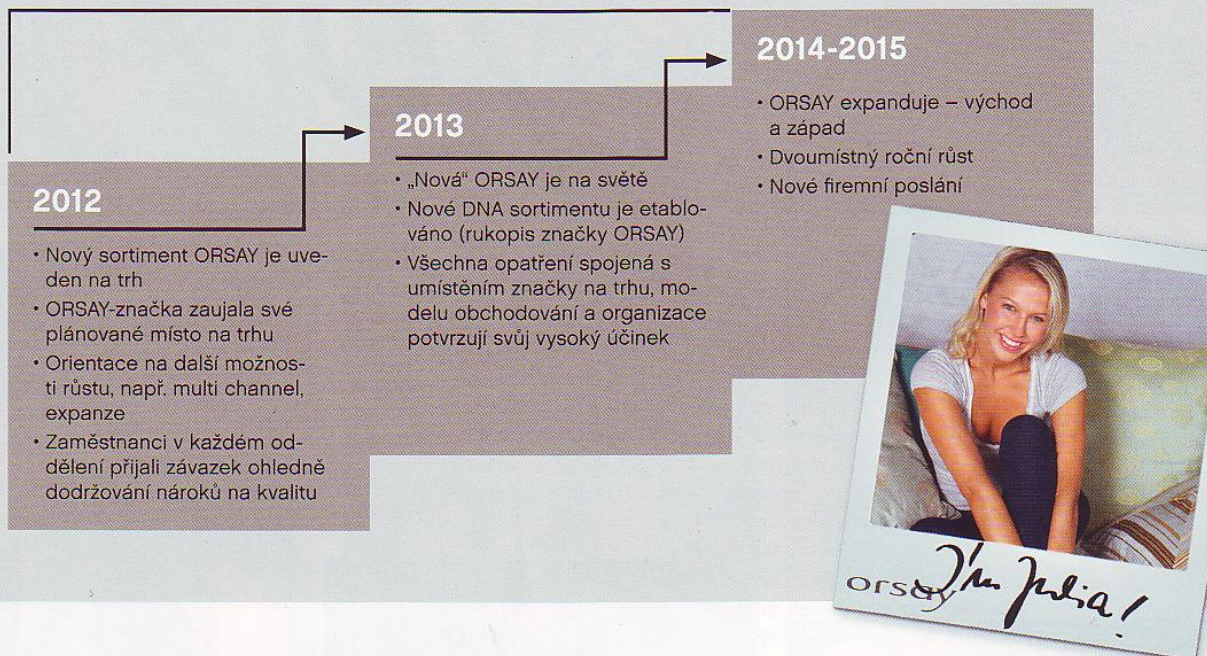 2012
• Nový sortiment ORSAY je uve-
den na trh
• ORSAY-značka zaujala své
plánované místo na trhu
• Orientace na další možnos-
ti růstu, např. multi channel,
expanze
• Zaměstnanci v každém od-
dělení přijali závazek ohledně
dodržování nároků na kvalitu
2013
• „Nová“ ORSAY je na světě
• Nové DNA sortimentu je etablo-
váno (rukopis značky ORSAY)
• Všechna opatření spojená s
umístěním značky na trhu, mo-
delu obchodování a organizace
potvrzují svůj vysoký účinek
2014-2015
• ORSAY expanduje – východ
a západ
• Dvoumístný roční růst
• Nové firemní poslání
orsay
I'm Julia!